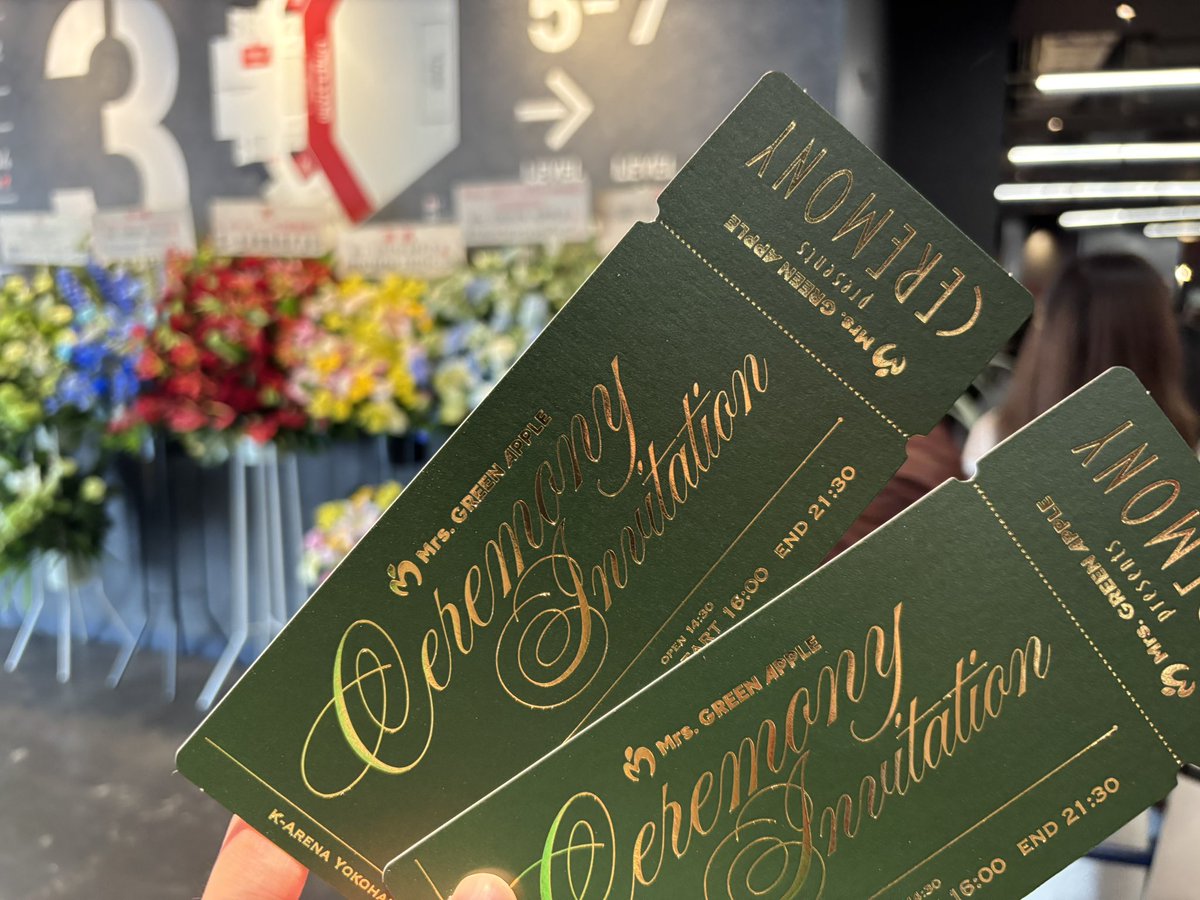 3
5-7
LEVEL
LEVEL
CEREMONY
presents
Mrs. GREEN APPLE
Mrs. GREEN APPLE
Ceremony
Invitation
OPEN 14:30
START 16:00 END 21:30
K-ARENA YOKOHA
CEREMONY
presents
Mrs. GREEN APPLE
Mrs. GREEN APPLE
Ceremony
Invitation
14:30
16:00 END 21:30